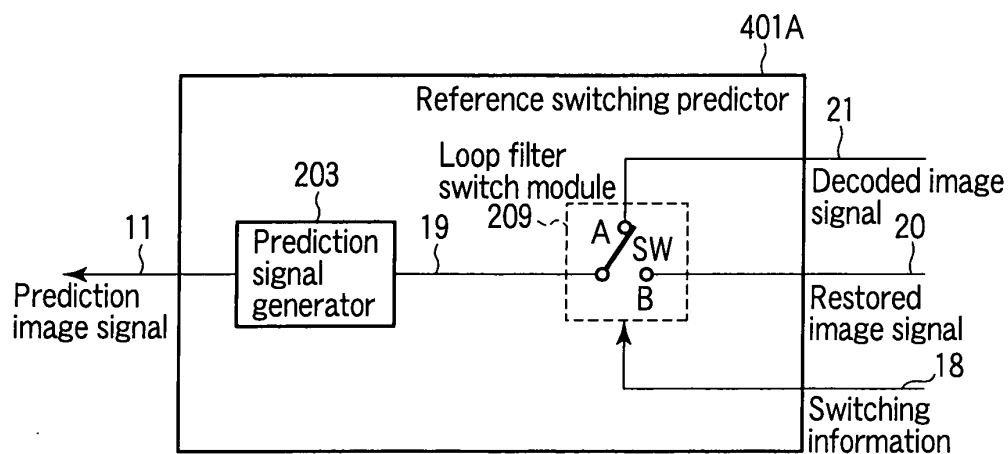 401A
Reference switching predictor
21
Loop filter
switch module
209
Decoded image
signal
203
11
19
A
SW
B
20
Prediction
signal
generator
Prediction
image signal
Restored
image signal
18
Switching
information